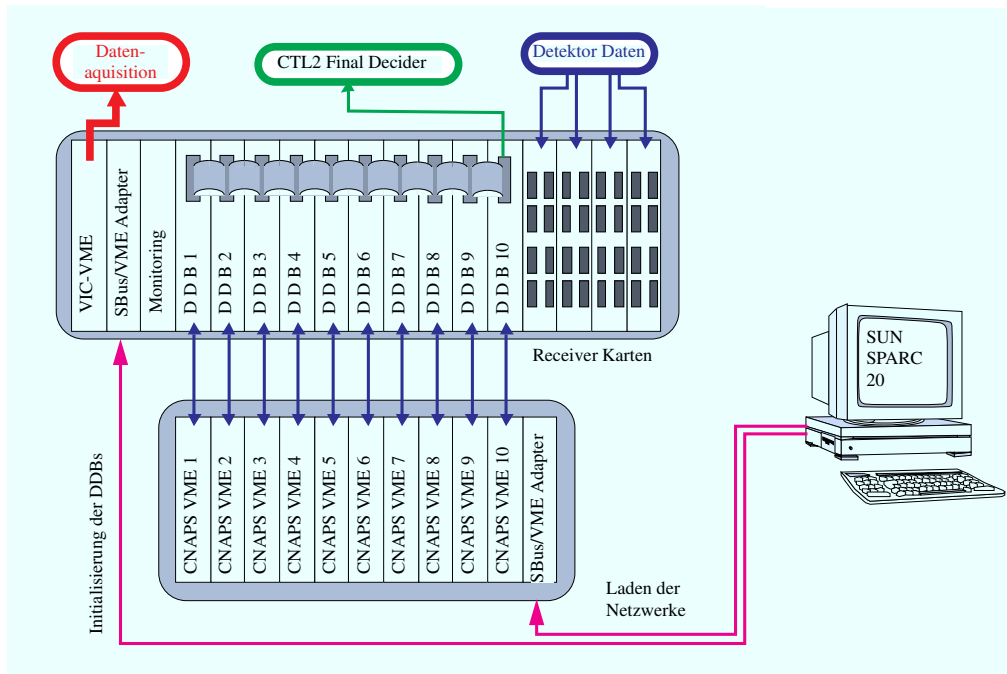 Daten-
aquisition
CTL2 Final Decider
Detektor Daten
VIC-VME
SBus/VME Adapter
Monitoring
D D B 1
D D B 2
D D B 3
D D B 4
D D B 5
D D B 6
D D B 7
D D B 8
D D B 9
D D B 10
Receiver Karten
SUN
SPARC
20
CNAPS VME 1
CNAPS VME 2
CNAPS VME 3
CNAPS VME 4
CNAPS VME 5
CNAPS VME 6
CNAPS VME 7
CNAPS VME 8
CNAPS VME 9
CNAPS VME 10
SBus/VME Adapter
Initialisierung der DDBs
Laden der
Netzwerke